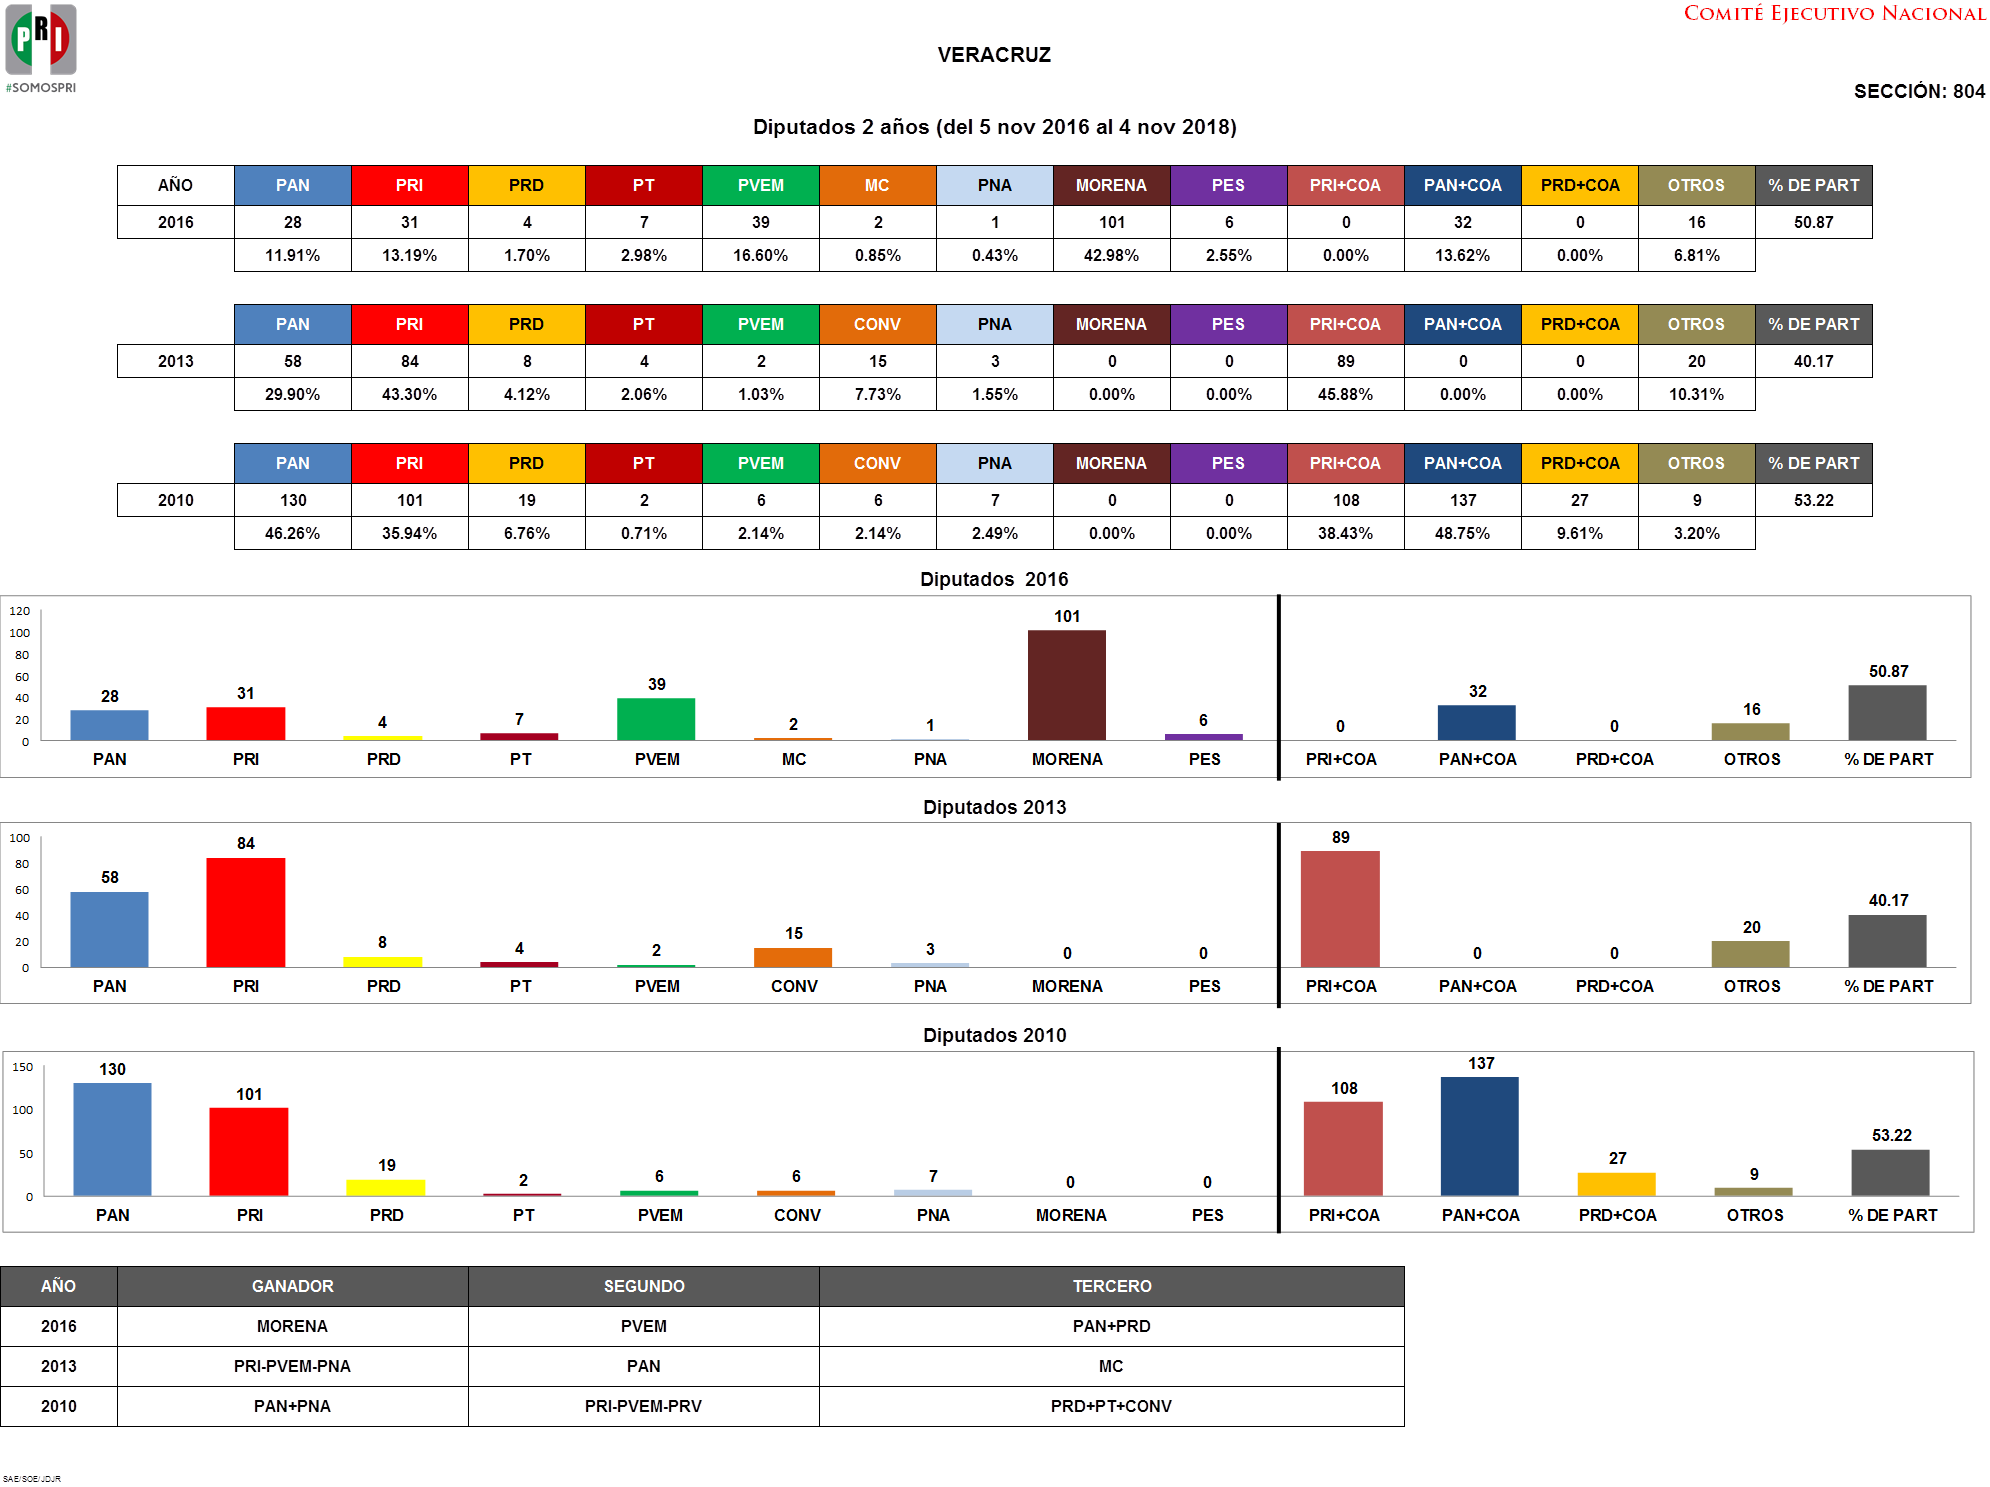 PRI
#SOMOSPRI
COMITÉ EJECUTIVO NACIONAL
VERACRUZ
SECCIÓN: 804
Diputados 2 años (del 5 nov 2016 al 4 nov 2018)
AÑO PAN PRI PRD PT PVEM MC PNA MORENA PES PRI+COA PAN+COA PRD+COA OTROS % DE PART
2016 28 31 4 7 39 2 1 101 6 0 32 0 16 50.87
11.91% 13.19% 1.70% 2.98% 16.60% 0.85% 0.43% 42.98% 2.55% 0.00% 13.62% 0.00% 6.81%
PAN PRI PRD PT PVEM CONV PNA MORENA PES PRI+COA PAN+COA PRD+COA OTROS % DE PART
2013 58 84 8 4 2 15 3 0 0 89 0 0 20 40.17
29.90% 43.30% 4.12% 2.06% 1.03% 7.73% 1.55% 0.00% 0.00% 45.88% 0.00% 0.00% 10.31%
PAN PRI PRD PT PVEM CONV PNA MORENA PES PRI+COA PAN+COA PRD+COA OTROS % DE PART
2010 130 101 19 2 6 6 7 0 0 108 137 27 9 53.22
46.26% 35.94% 6.76% 0.71% 2.14% 2.14% 2.49% 0.00% 0.00% 38.43% 48.75% 9.61% 3.20%
Diputados 2016
120
100
80
60
40
20
0
28 31 4 7 39 2 1 101 6 0 32 0 16 50.87
PAN PRI PRD PT PVEM MC PNA MORENA PES PRI+COA PAN+COA PRD+COA OTROS % DE PART
Diputados 2013
100
80
60
40
20
0
58 84 8 4 2 15 3 0 0 89 0 0 20 40.17
PAN PRI PRD PT PVEM CONV PNA MORENA PES PRI+COA PAN+COA PRD+COA OTROS % DE PART
Diputados 2010
150
100
50
0
130 101 19 2 6 6 7 0 0 108 137 27 9 53.22
PAN PRI PRD PT PVEM CONV PNA MORENA PES PRI+COA PAN+COA PRD+COA OTROS % DE PART
AÑO GANADOR SEGUNDO TERCERO
2016 MORENA PVEM PAN+PRD
2013 PRI-PVEM-PNA PAN MC
2010 PAN+PNA PRI-PVEM-PRV PRD+PT+CONV
SAE/SOE/JDJR